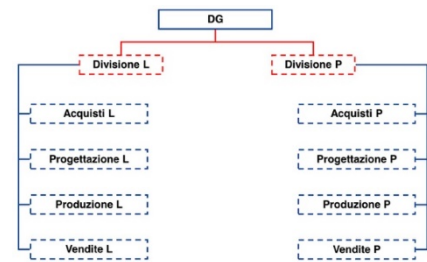 DG
Divisione L
Divisione P
Acquisti L
Acquisti P
Progettazione L
Progettazione P
Produzione L
Produzione P
Vendite L
Vendite P